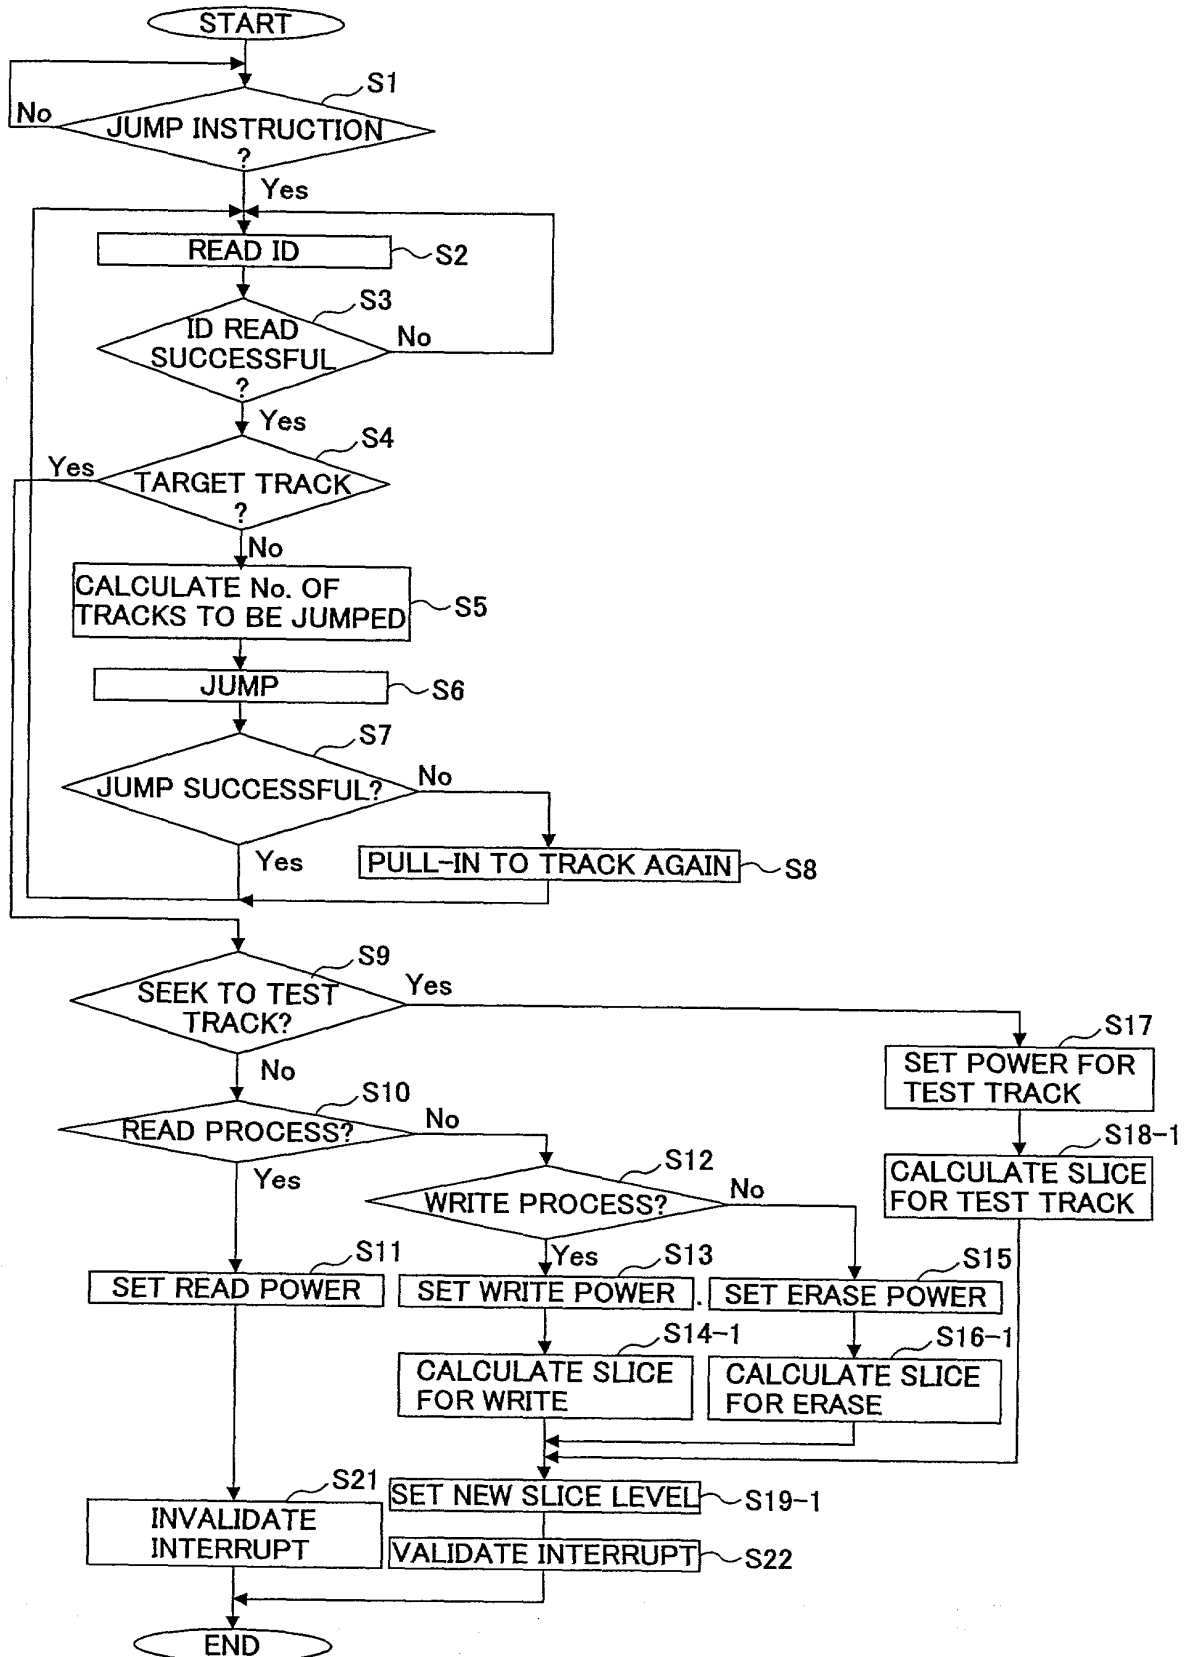 START
S1
No
JUMP INSTRUCTION
?
Yes
READ ID
S2
S3
ID READ
SUCCESSFUL
?
No
Yes
S4
Yes
TARGET TRACK
?
No
CALCULATE No. OF
TRACKS TO BE JUMPED
S5
JUMP
S6
S7
JUMP SUCCESSFUL?
No
Yes
PULL-IN TO TRACK AGAIN
S8
S9
SEEK TO TEST
TRACK?
Yes
No
S17
SET POWER FOR
TEST TRACK
S10
READ PROCESS?
No
Yes
S18-1
CALCULATE SLICE
FOR TEST TRACK
S12
WRITE PROCESS?
No
Yes
S11
SET READ POWER
S13
SET WRITE POWER
S15
SET ERASE POWER
S14-1
CALCULATE SLICE
FOR WRITE
S16-1
CALCULATE SLICE
FOR ERASE
S21
INVALIDATE
INTERRUPT
SET NEW SLICE LEVEL
S19-1
VALIDATE INTERRUPT
S22
END